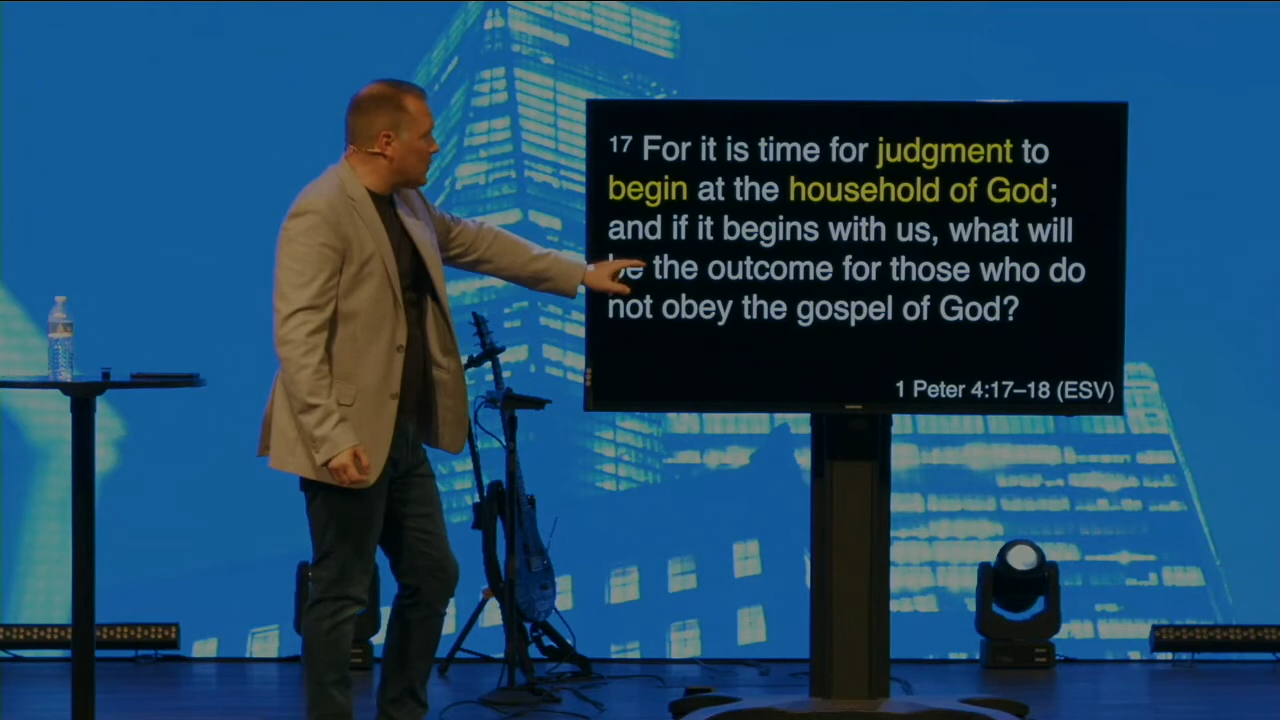 17 For it is time for judgment to
begin at the household of God;
and if it begins with us, what will
be the outcome for those who do
not obey the gospel of God?
1 Peter 4:17–18 (ESV)